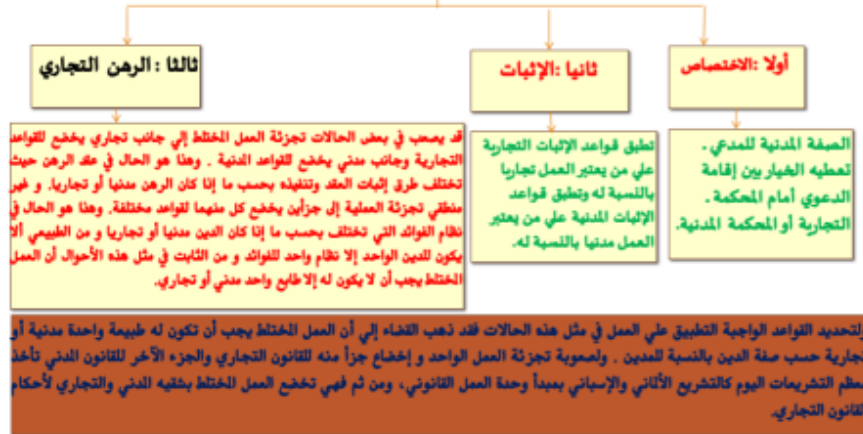 أولا :الاختصاص
ثانيا :الإثبات
ثالثا : الرهن التجاري
الصفة المدنية للمدعي .
تعطيه الخيار بين إقامة
الدعوي أمام المحكمة .
التجارية أو المحكمة المدنية.
تطبق قواعد الإثبات التجارية
علي من يعتبر العمل تجاريا
بالنسبة له وتطبق قواعد
الإثبات المدنية علي من يعتبر
العمل مدنيا بالنسبة له.
قد يصعب في بعض الحالات تجزئة العمل المختلط إلي جانب تجاري يخضع للقواعد
التجارية وجانب مدني يخضع للقواعد المدنية . وهذا هو الحال في عقد الرهن حيث
تختلف طرق إثبات العقد وتنفيذه بحسب ما إذا كان الرهن مدنيا أو تجاريا. و غير
منطقي تجزئة العملية إلى جزأين يخضع كل منهما لقواعد مختلفة. وهذا هو الحال في
نظام الفوائد التي تختلف بحسب ما إذا كان الدين مدنيا أو تجاريا و من الطبيعي ألا
يكون للدين الواحد إلا نظام واحد للفوائد و من الثابت في مثل هذه الأحوال أن العمل
المختلط يجب أن لا يكون له إلا طابع واحد مدني أو تجاري.
ولتحديد القواعد الواجبة التطبيق علي العمل في مثل هذه الحالات فقد ذهب القضاء إلي أن العمل المختلط يجب أن تكون له طبيعة واحدة مدنية أو
تجارية حسب صفة الدين بالنسبة للمدين . ولصعوبة تجزئة العمل الواحد و إخضاع جزأ منه للقانون التجاري والجزء الآخر للقانون المدني تأخذ
معظم التشريعات اليوم كالتشريع الألاني والإسباني بمبدأ وحدة العمل القانوني، ومن ثم فهي تخضع العمل المختلط بشقيه المدني والتجاري لأحكام
القانون التجاري.